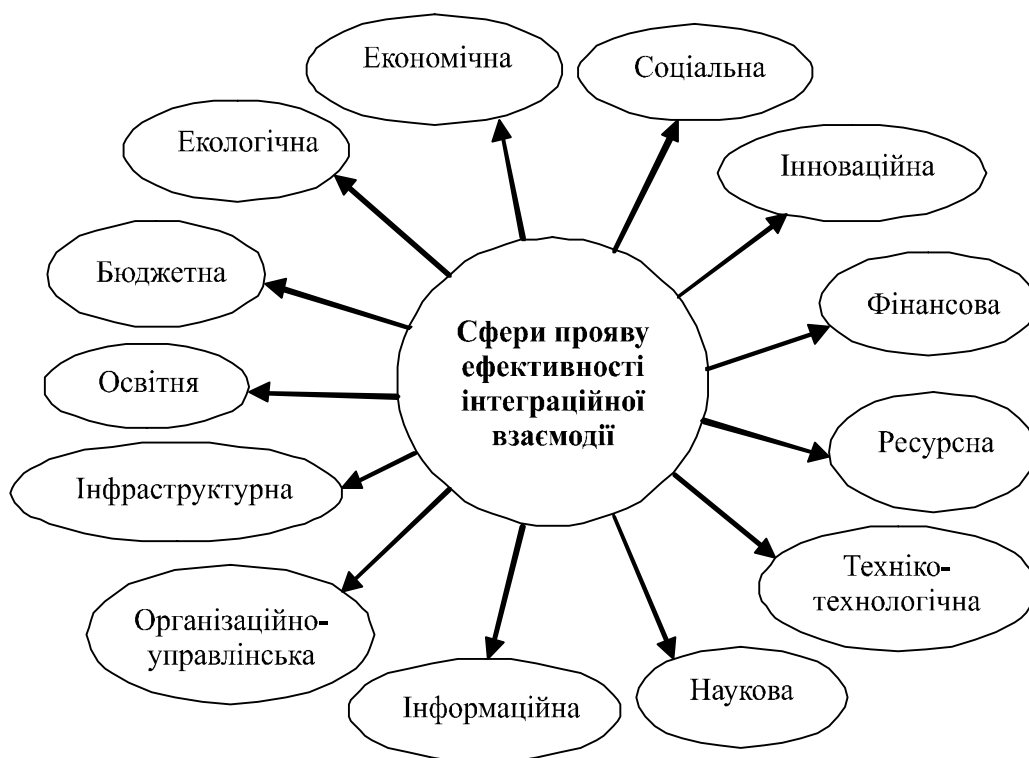 Економічна
Соціальна
Екологічна
Інноваційна
Бюджетна
Фінансова
Сфери прояву
ефективності
інтеграційної
взаємодії
Освітня
Ресурсна
Інфраструктурна
Техніко-
технологічна
Організаційно-
управлінська
Інформаційна
Наукова